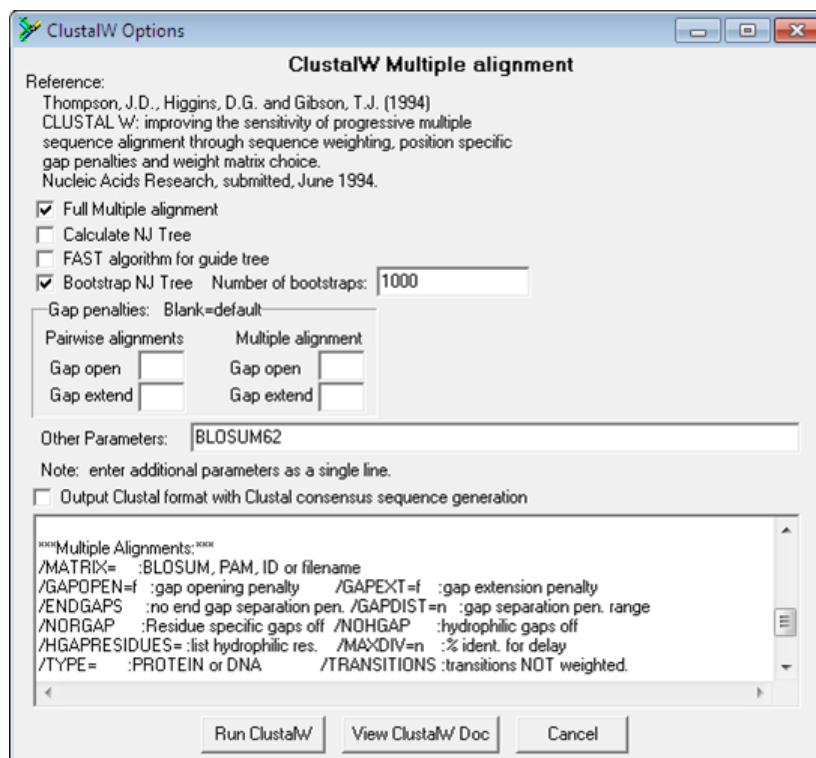 ClustalW Options
ClustalW Multiple alignment
Reference:
Thompson, J.D., Higgins, D.G. and Gibson, T.J. (1994)
CLUSTAL W: improving the sensitivity of progressive multiple
sequence alignment through sequence weighting, position specific
gap penalties and weight matrix choice.
Nucleic Acids Research, submitted, June 1994.
Full Multiple alignment
Calculate NJ Tree
FAST algorithm for guide tree
Bootstrap NJ Tree Number of bootstraps: 1000
Gap penalties: Blank=default
Pairwise alignments Multiple alignment
Gap open Gap open
Gap extend Gap extend
Other Parameters: BLOSUM62
Note: enter additional parameters as a single line.
Output Clustal format with Clustal consensus sequence generation
***Multiple Alignments:***
/MATRIX= :BLOSUM, PAM, ID or filename
/GAPOPEN=f :gap opening penalty /GAPEXT=f :gap extension penalty
/ENDGAPS :no end gap separation pen. /GAPDIST=n :gap separation pen. range
/NORGAP :Residue specific gaps off /NOHGAP :hydrophilic gaps off
/HGAPRESIDUES= :list hydrophilic res. /MAXDIV=n :% ident. for delay
/TYPE= :PROTEIN or DNA /TRANSITIONS :transitions NOT weighted.
Run ClustalW View ClustalW Doc Cancel